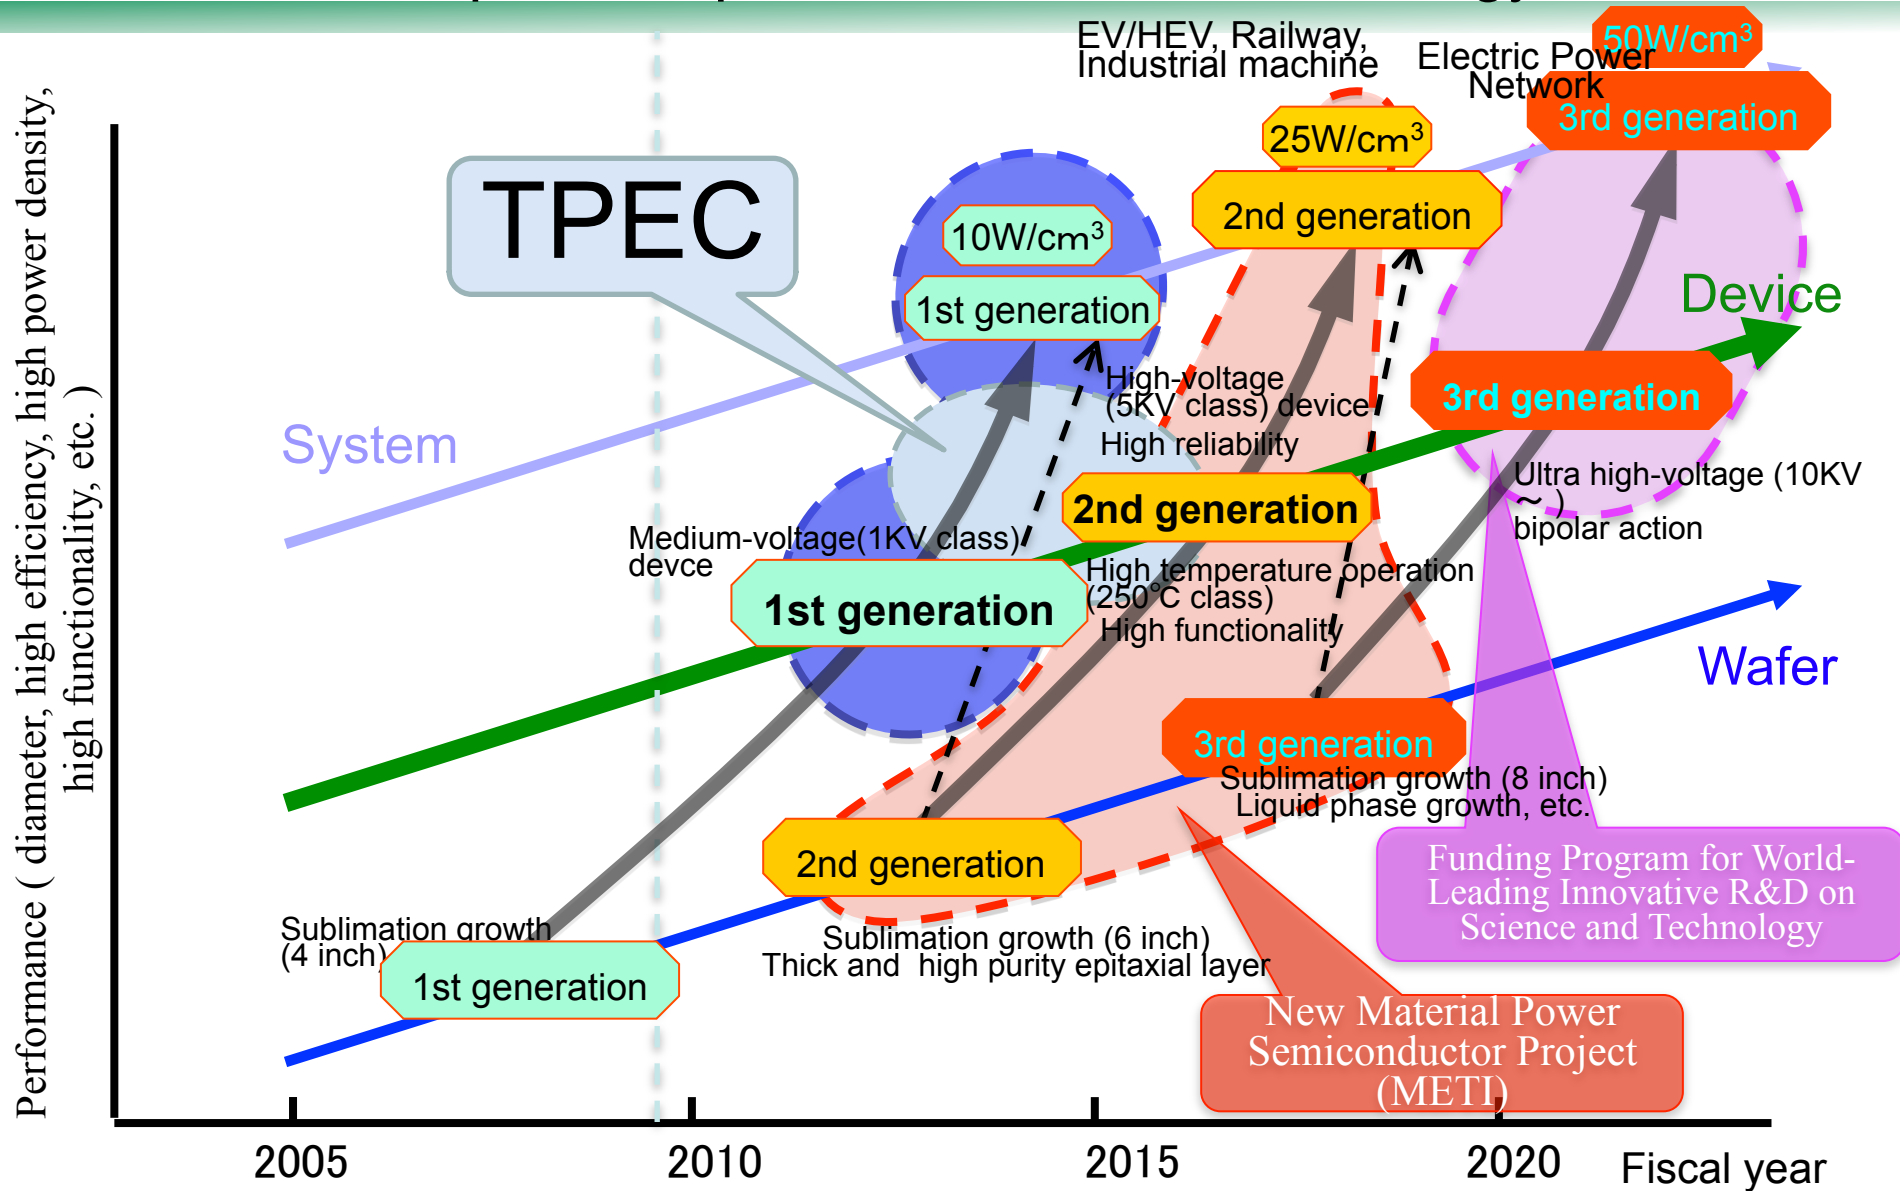 EV/HEV, Railway,
Industrial machine
Electric Power
Network
50W/cm³
3rd generation
25W/cm³
2nd generation
TPEC
10W/cm³
1st generation
Device
System
High-voltage
(5KV class) device
High reliability
3rd generation
Ultra high-voltage (10KV
～ )
bipolar action
2nd generation
Medium-voltage(1KV class)
devce
1st generation
High temperature operation
(250℃ class)
High functionality
Wafer
3rd generation
Sublimation growth (8 inch)
Liquid phase growth, etc.
2nd generation
Funding Program for World-
Leading Innovative R&D on
Science and Technology
Sublimation growth
(4 inch)
1st generation
Sublimation growth (6 inch)
Thick and high purity epitaxial layer
New Material Power
Semiconductor Project
(METI)
Performance ( diameter, high efficiency, high power density,
high functionality, etc. )
2005
2010
2015
2020
Fiscal year